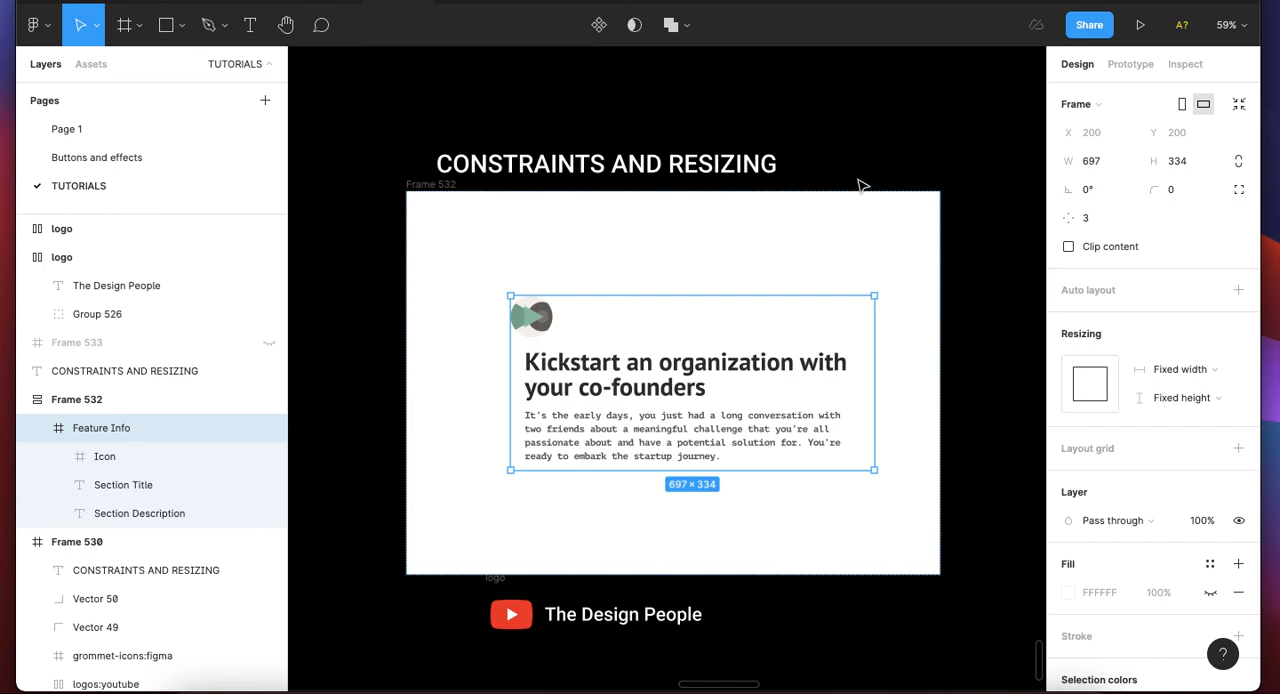 T
Share
A?
59%
Layers
Assets
TUTORIALS
Pages
Page 1
Buttons and effects
TUTORIALS
logo
logo
The Design People
Group 526
Frame 533
CONSTRAINTS AND RESIZING
Frame 532
Feature Info
Icon
Section Title
Section Description
Frame 530
CONSTRAINTS AND RESIZING
Vector 50
Vector 49
grommet-icons:figma
logos:youtube
CONSTRAINTS AND RESIZING
Frame 532
Kickstart an organization with
your co-founders
It's the early days, you just had a long conversation with
two friends about a meaningful challenge that you're all
passionate about and have a potential solution for. You're
ready to embark the startup journey.
697 × 334
logo
The Design People
Design
Prototype
Inspect
Frame
X 200
Y 200
W 697
H 334
0°
0
3
Clip content
Auto layout
Resizing
Fixed width
Fixed height
Layout grid
Layer
Pass through
100%
Fill
FFFFFF
100%
Stroke
?
Selection colors